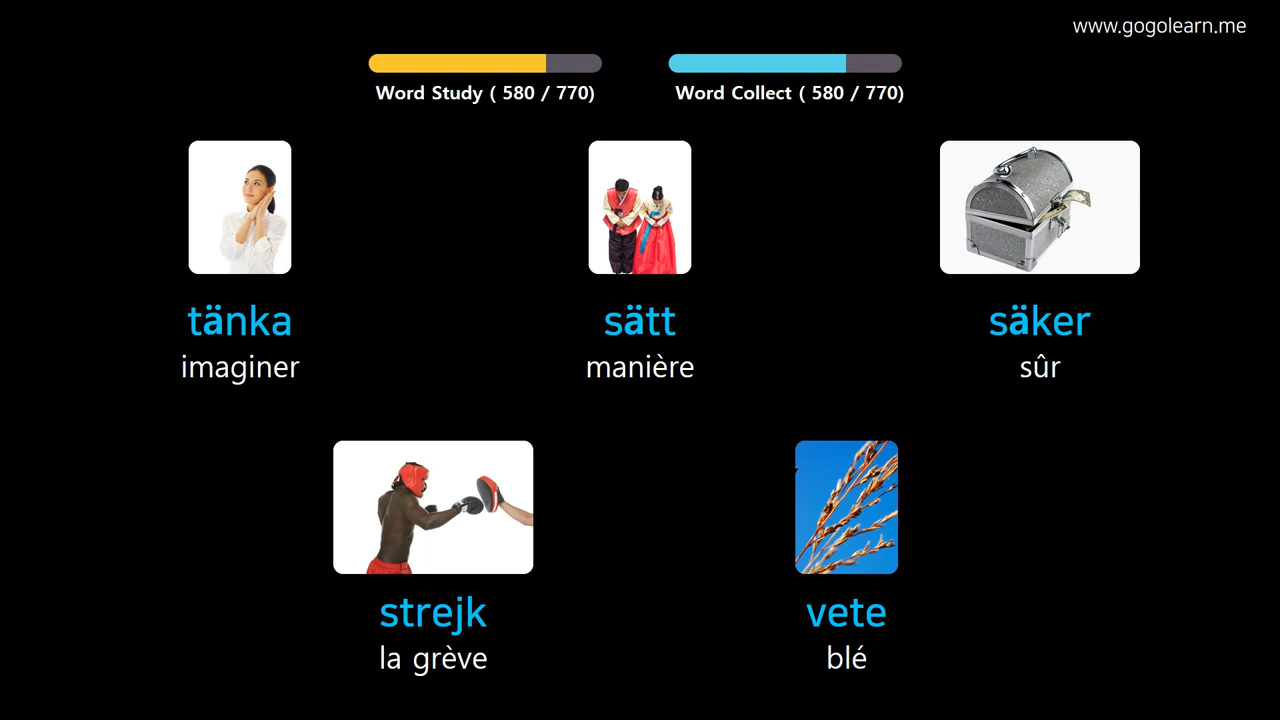 www.gogolearn.me
Word Study ( 580 / 770)
Word Collect ( 580 / 770)
tänka
imaginer
sätt
manière
säker
sûr
strejk
la grève
vete
blé